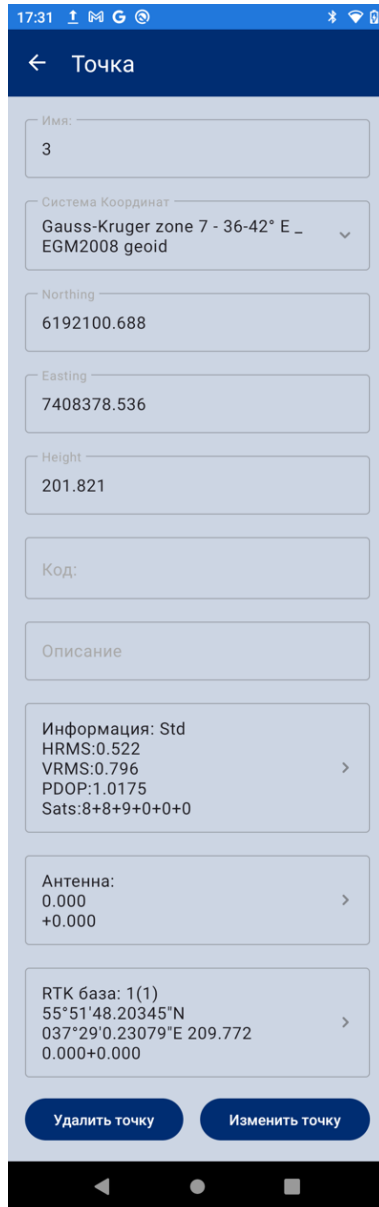 17:31
Точка
Имя:
3
Система Координат
Gauss-Kruger zone 7 - 36-42° E _
EGM2008 geoid
Northing
6192100.688
Easting
7408378.536
Height
201.821
Код:
Описание
Информация: Std
HRMS:0.522
VRMS:0.796
PDOP:1.0175
Sats:8+8+9+0+0+0
Антенна:
0.000
+0.000
RTK база: 1(1)
55°51'48.20345"N
037°29'0.23079"E 209.772
0.000+0.000
Удалить точку
Изменить точку